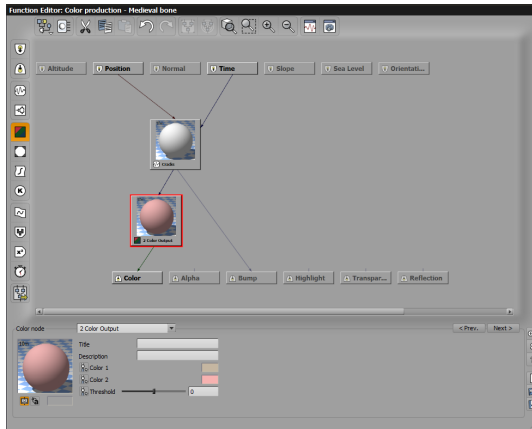 Function Editor: Color production - Medieval bone
Altitude Position Normal Time Slope Sea Level Orientati...
2 Color Output
Color Alpha Bump Highlight Transpar... Reflection
Color node 2 Color Output < Prev. Next >
Title
Description
Color 1
Color 2
Threshold 0